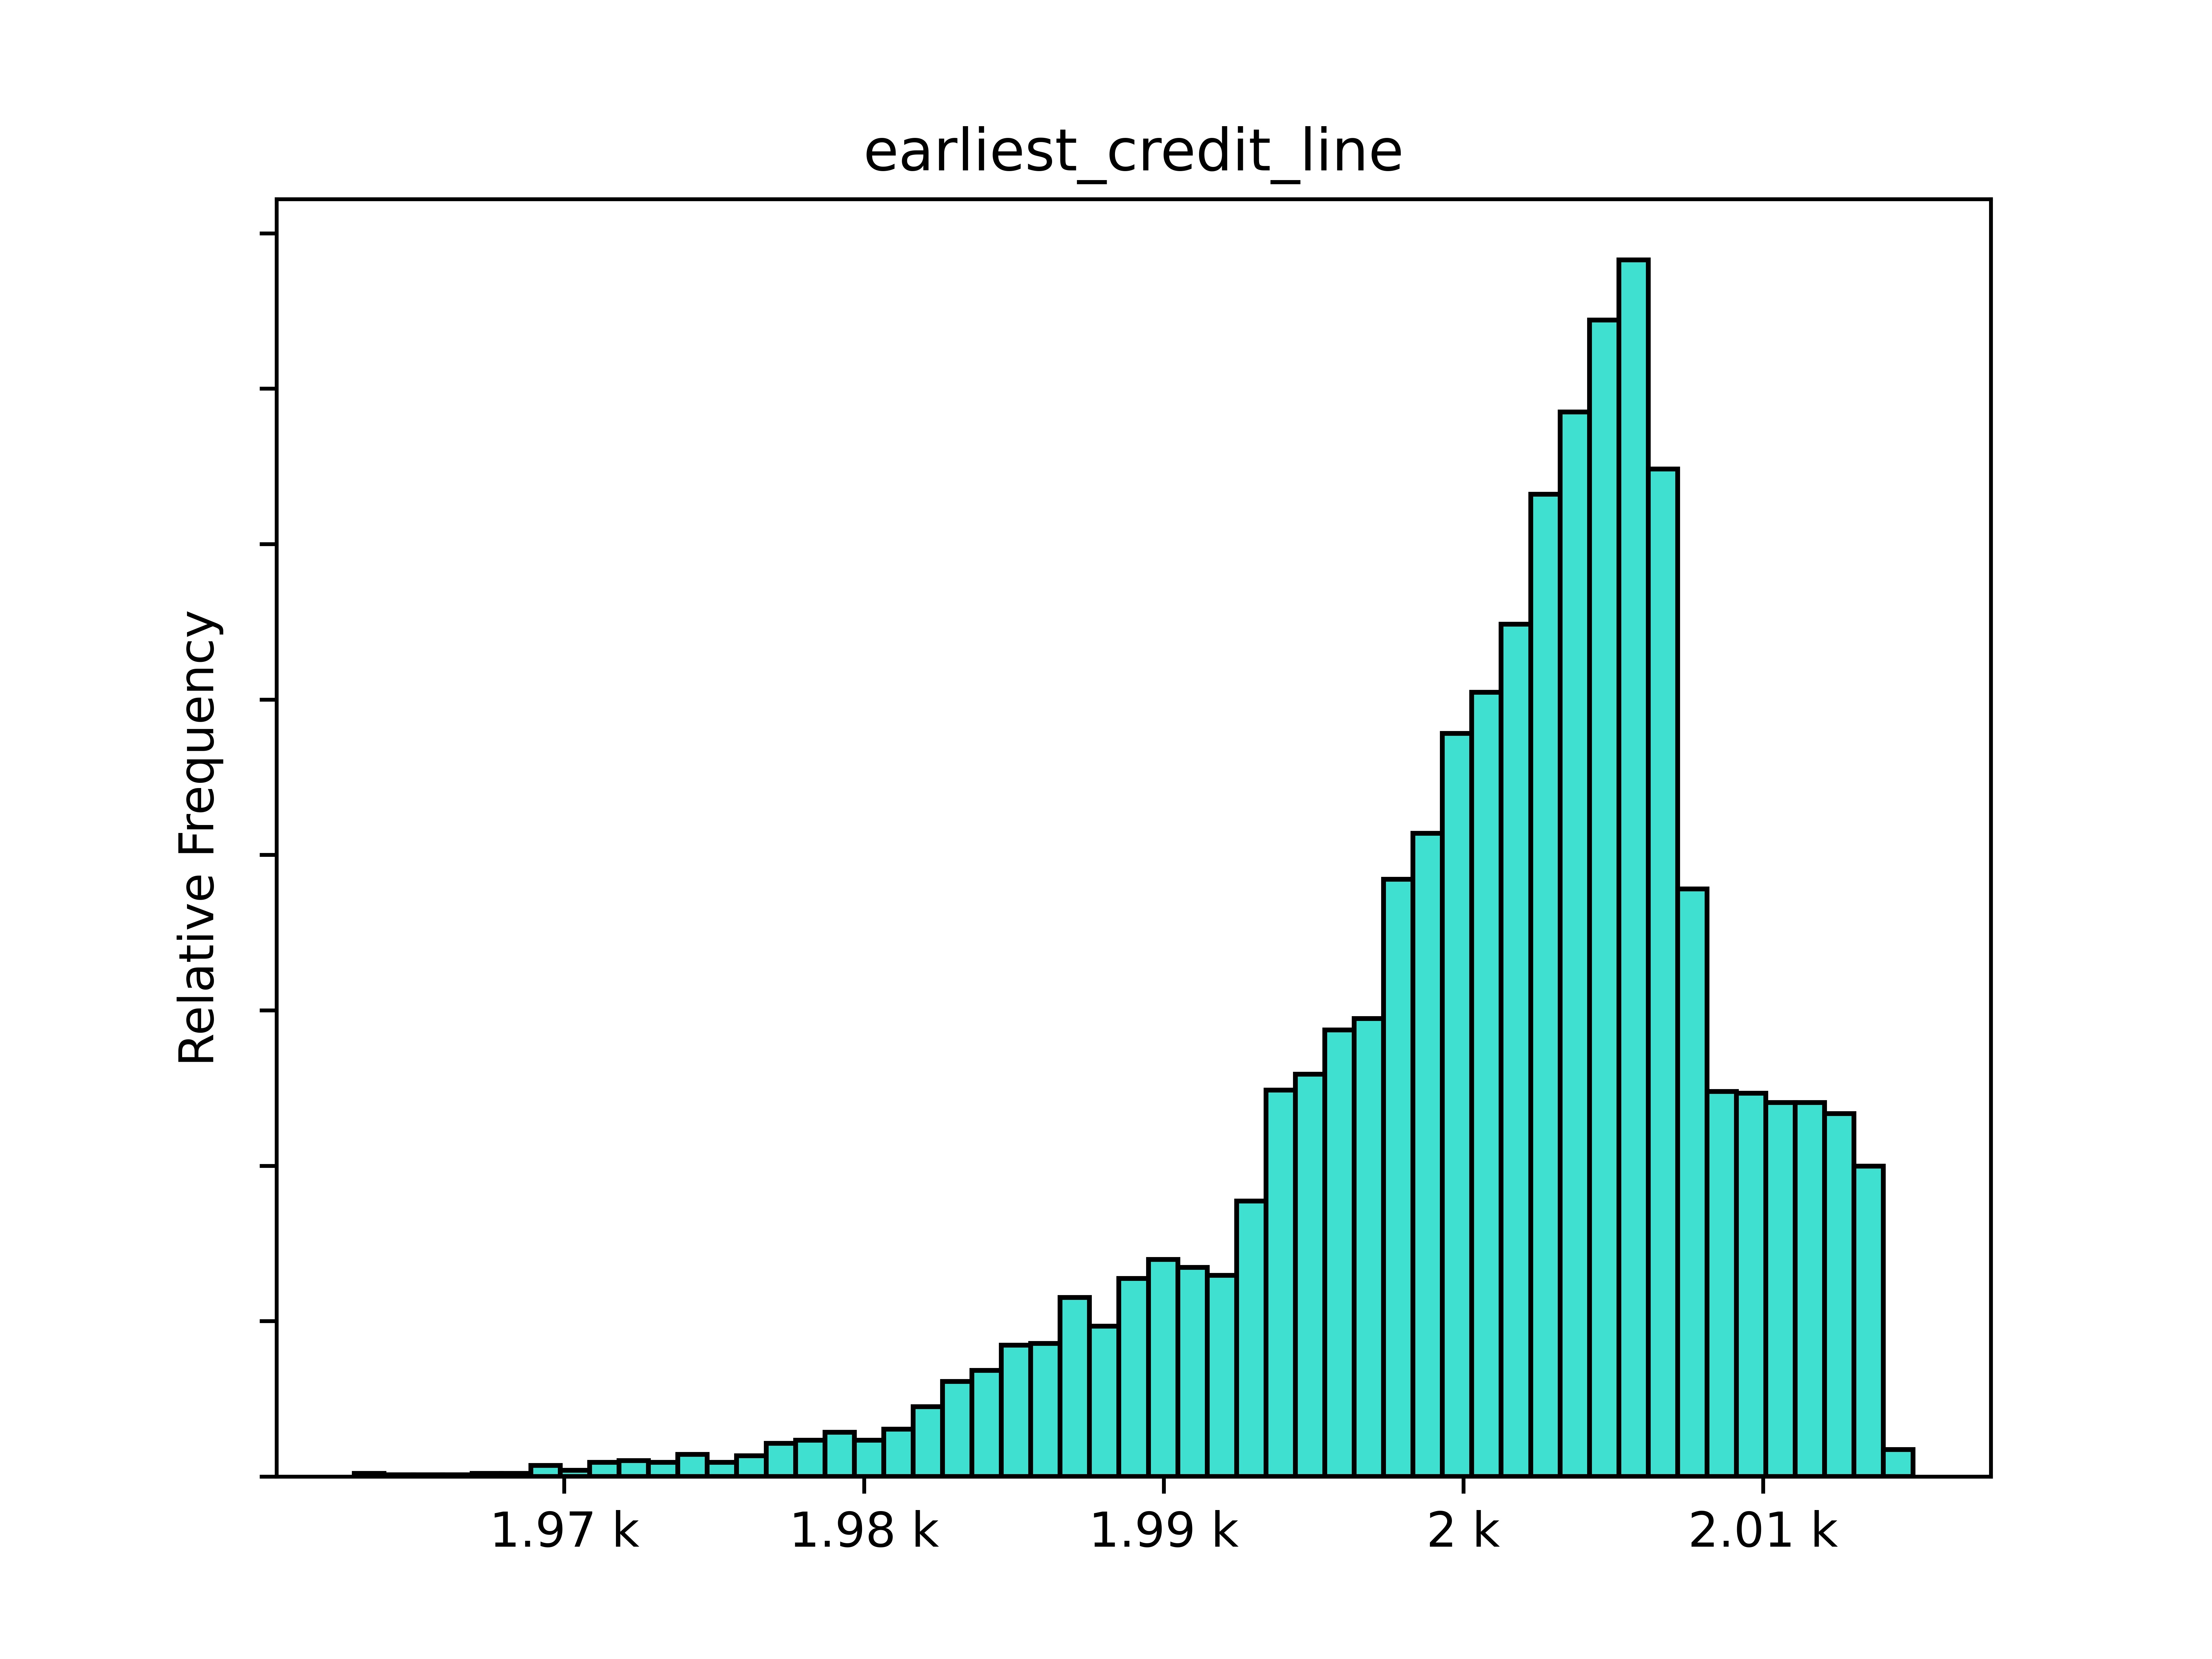 earliest_credit_line
Relative Frequency
1.97 k
1.98 k
1.99 k
2 k
2.01 k